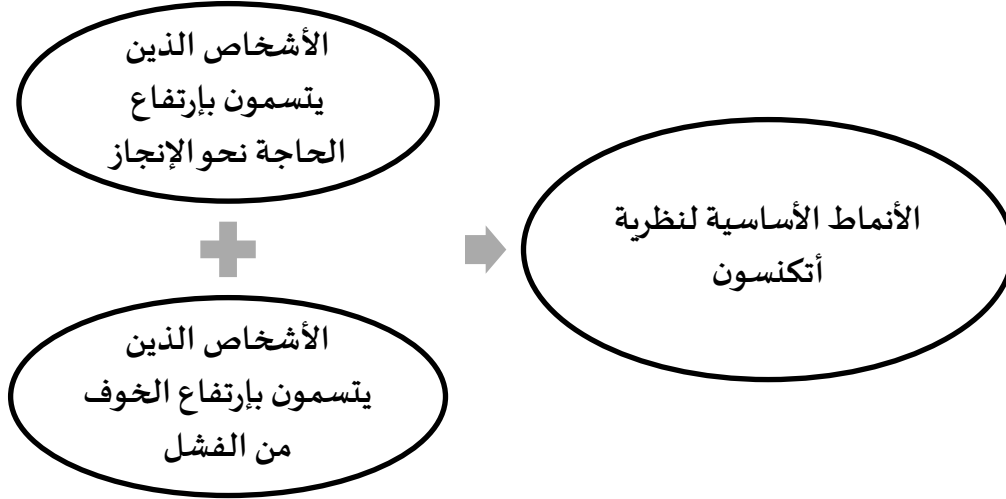 الأشخاص الذين
يتسمون بإرتفاع
الحاجة نحو الإنجاز
الأنماط الأساسية لنظرية
أتكنسون
الأشخاص الذين
يتسمون بإرتفاع الخوف
من الفشل